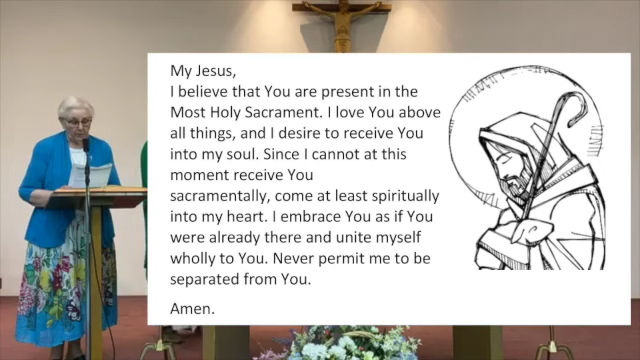 My Jesus,
I believe that You are present in the
Most Holy Sacrament. I love You above
all things, and I desire to receive You
into my soul. Since I cannot at this
moment receive You
sacramentally, come at least spiritually
into my heart. I embrace You as if You
were already there and unite myself
wholly to You. Never permit me to be
separated from You.
Amen.